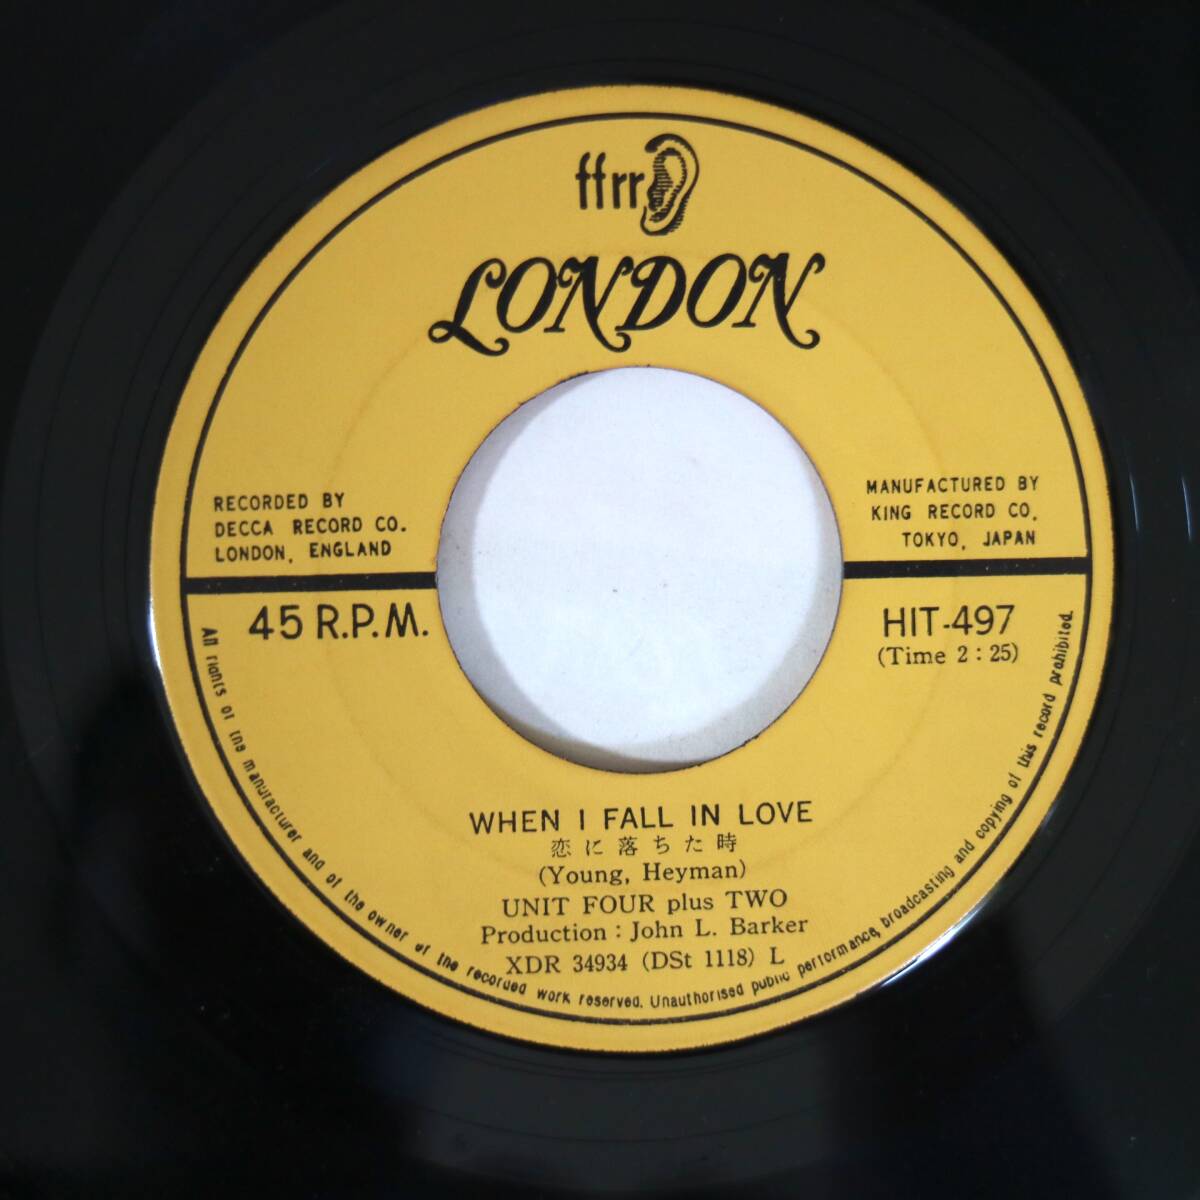 ffrr
LONDON
RECORDED BY
DECCA RECORD CO.
LONDON, ENGLAND
MANUFACTURED BY
KING RECORD CO.
TOKYO, JAPAN
45 R.P.M.
HIT-497
(Time 2:25)
WHEN I FALL IN LOVE
恋に落ちた時
(Young, Heyman)
UNIT FOUR plus TWO
Production: John L. Barker
XDR 34934 (DSt 1118) L
All rights of the manufacturer and of the owner of the recorded work reserved. Unauthorised public performance, broadcasting and copying of this record prohibited.